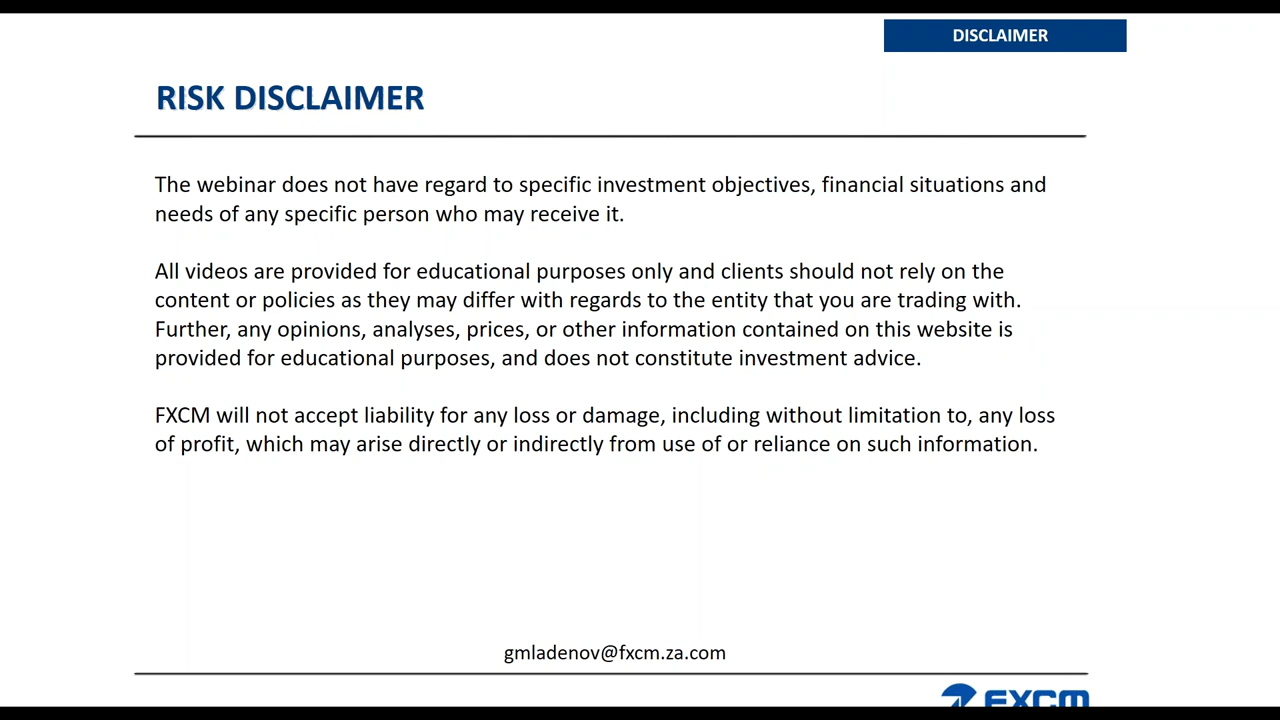 DISCLAIMER
RISK DISCLAIMER
The webinar does not have regard to specific investment objectives, financial situations and
needs of any specific person who may receive it.
All videos are provided for educational purposes only and clients should not rely on the
content or policies as they may differ with regards to the entity that you are trading with.
Further, any opinions, analyses, prices, or other information contained on this website is
provided for educational purposes, and does not constitute investment advice.
FXCM will not accept liability for any loss or damage, including without limitation to, any loss
of profit, which may arise directly or indirectly from use of or reliance on such information.
gmladenov@fxcm.za.com
FXCM